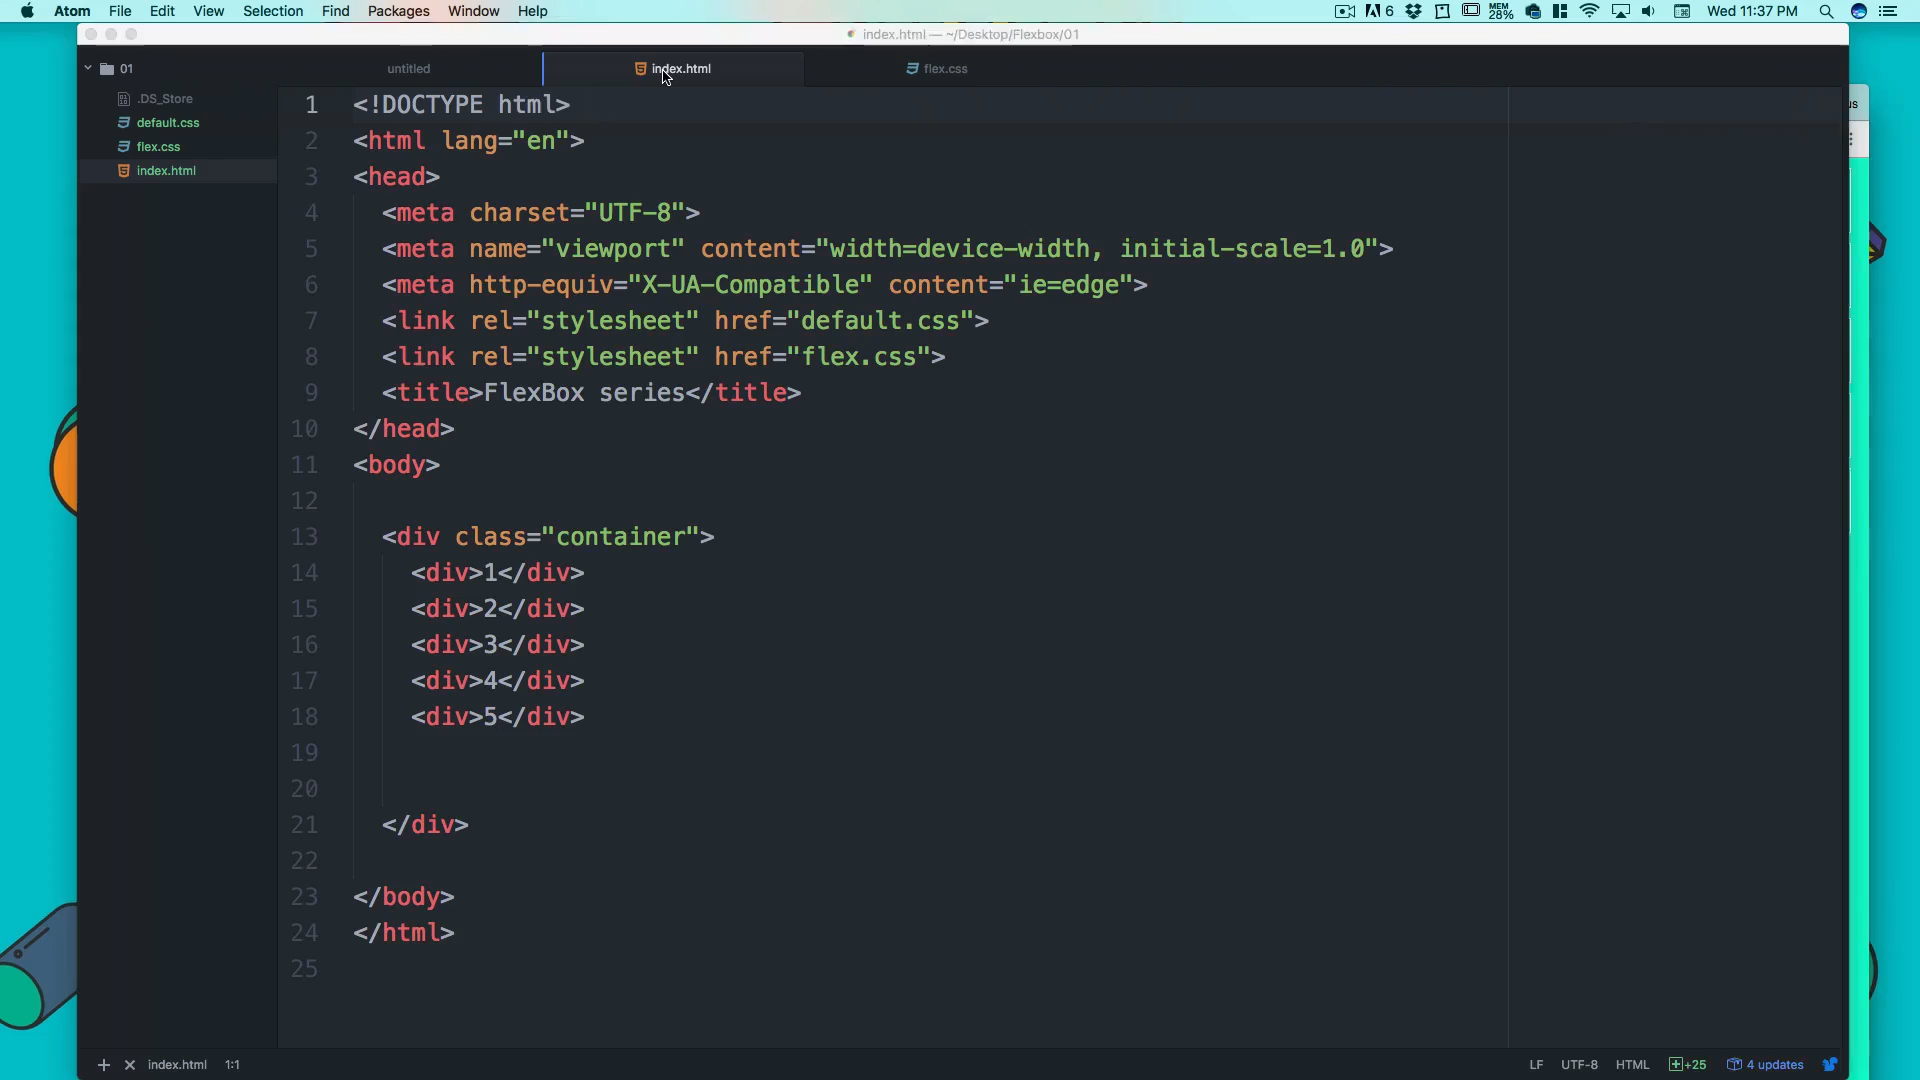 Atom File Edit View Selection Find Packages Window Help 6 MEM 28% Wed 11:37 PM
index.html — ~/Desktop/Flexbox/01
01 untitled index.html flex.css
.DS_Store
default.css
flex.css
index.html
1 <!DOCTYPE html>
2 <html lang="en">
3 <head>
4 <meta charset="UTF-8">
5 <meta name="viewport" content="width=device-width, initial-scale=1.0">
6 <meta http-equiv="X-UA-Compatible" content="ie=edge">
7 <link rel="stylesheet" href="default.css">
8 <link rel="stylesheet" href="flex.css">
9 <title>FlexBox series</title>
10 </head>
11 <body>
12
13 <div class="container">
14 <div>1</div>
15 <div>2</div>
16 <div>3</div>
17 <div>4</div>
18 <div>5</div>
19
20
21 </div>
22
23 </body>
24 </html>
25
index.html 1:1 LF UTF-8 HTML +25 4 updates